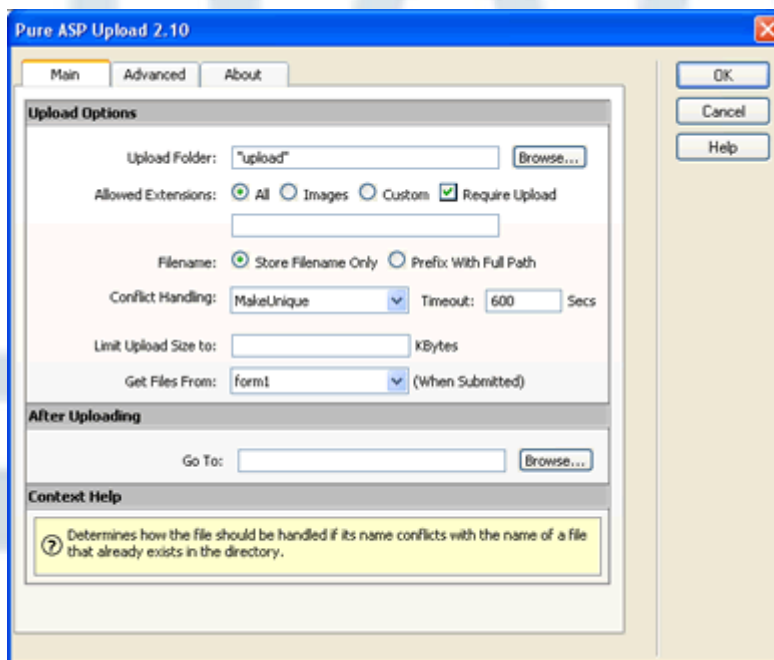 Pure ASP Upload 2.10
Main Advanced About
OK
Cancel
Help
Upload Options
Upload Folder: "upload" Browse...
Allowed Extensions: All Images Custom Require Upload
Filename: Store Filename Only Prefix With Full Path
Conflict Handling: MakeUnique Timeout: 600 Secs
Limit Upload Size to: KBytes
Get Files From: form1 (When Submitted)
After Uploading
Go To: Browse...
Context Help
Determines how the file should be handled if its name conflicts with the name of a file
that already exists in the directory.